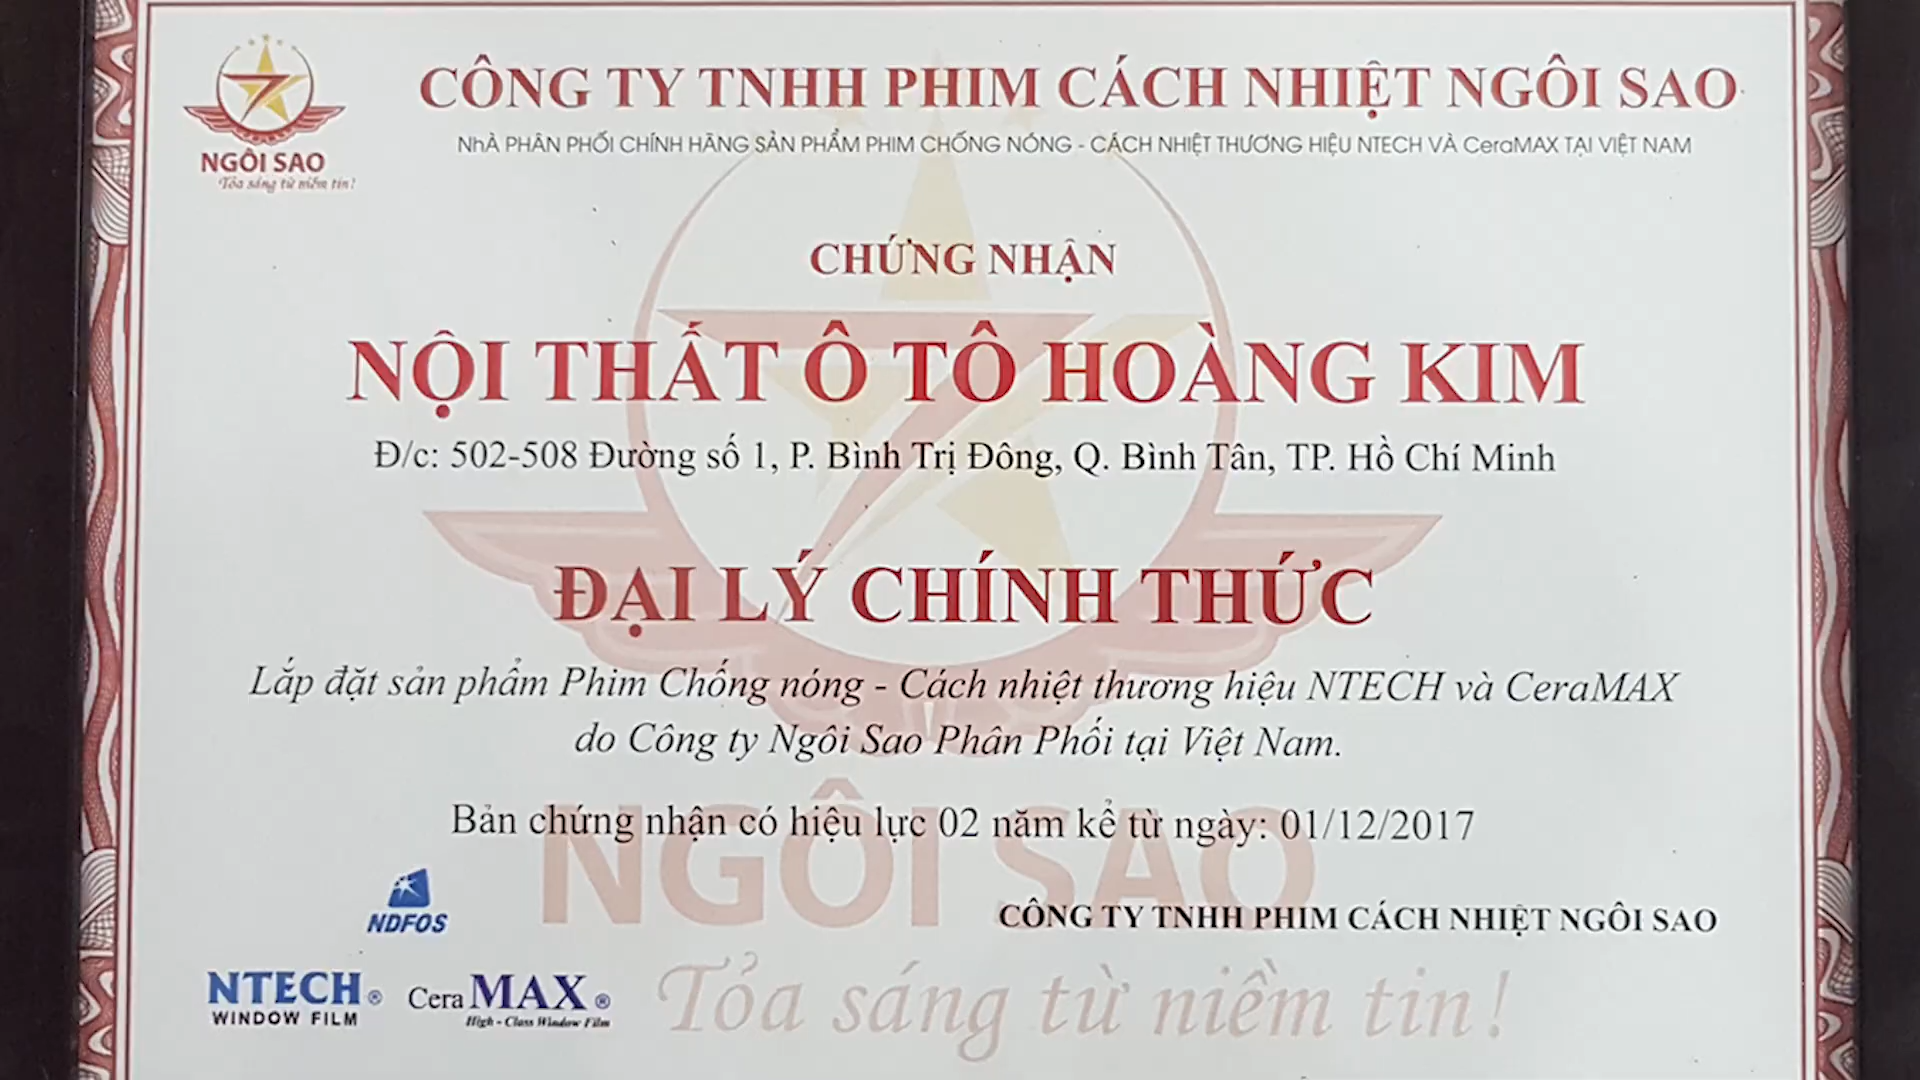 CÔNG TY TNHH PHIM CÁCH NHIỆT NGÔI SAO
NhÀ PHÂN PHỐI CHÍNH HÃNG SẢN PHẨM PHIM CHỐNG NÓNG - CÁCH NHIỆT THƯƠNG HIỆU NTECH VÀ CeraMAX TẠI VIỆT NAM
NGÔI SAO
Tỏa sáng từ niềm tin!
CHỨNG NHẬN
NỘI THẤT Ô TÔ HOÀNG KIM
Đ/c: 502-508 Đường số 1, P. Bình Trị Đông, Q. Bình Tân, TP. Hồ Chí Minh
ĐẠI LÝ CHÍNH THỨC
Lắp đặt sản phẩm Phim Chống nóng - Cách nhiệt thương hiệu NTECH và CeraMAX
do Công ty Ngôi Sao Phân Phối tại Việt Nam.
Bản chứng nhận có hiệu lực 02 năm kể từ ngày: 01/12/2017
NGÔI SAO
CÔNG TY TNHH PHIM CÁCH NHIỆT NGÔI SAO
NDFOS
NTECH ®
WINDOW FILM
Cera MAX ®
High - Class Window Film
Tỏa sáng từ niềm tin!